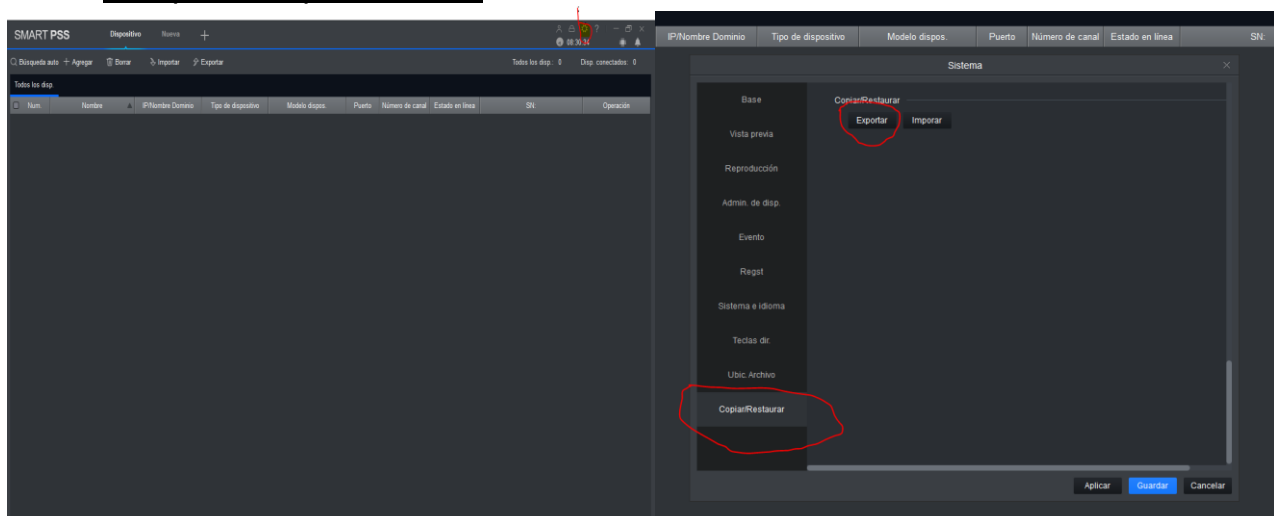 SMART PSS Dispositivo Nueva + ?
Búsqueda auto + Agregar Borrar Importar Exportar Todos los disp.: 0 Disp. conectados: 0
Todos los disp.
Num. Nombre IP/Nombre Dominio Tipo de dispositivo Modelo dispos. Puerto Número de canal Estado en línea SN: Operación
IP/Nombre Dominio Tipo de dispositivo Modelo dispos. Puerto Número de canal Estado en línea SN:
Sistema
Base
Vista previa
Reproducción
Admin. de disp.
Evento
Regst
Sistema e idioma
Teclas dir.
Ubic. Archivo
Copiar/Restaurar
Copiar/Restaurar
Exportar Imporar
Aplicar Guardar Cancelar